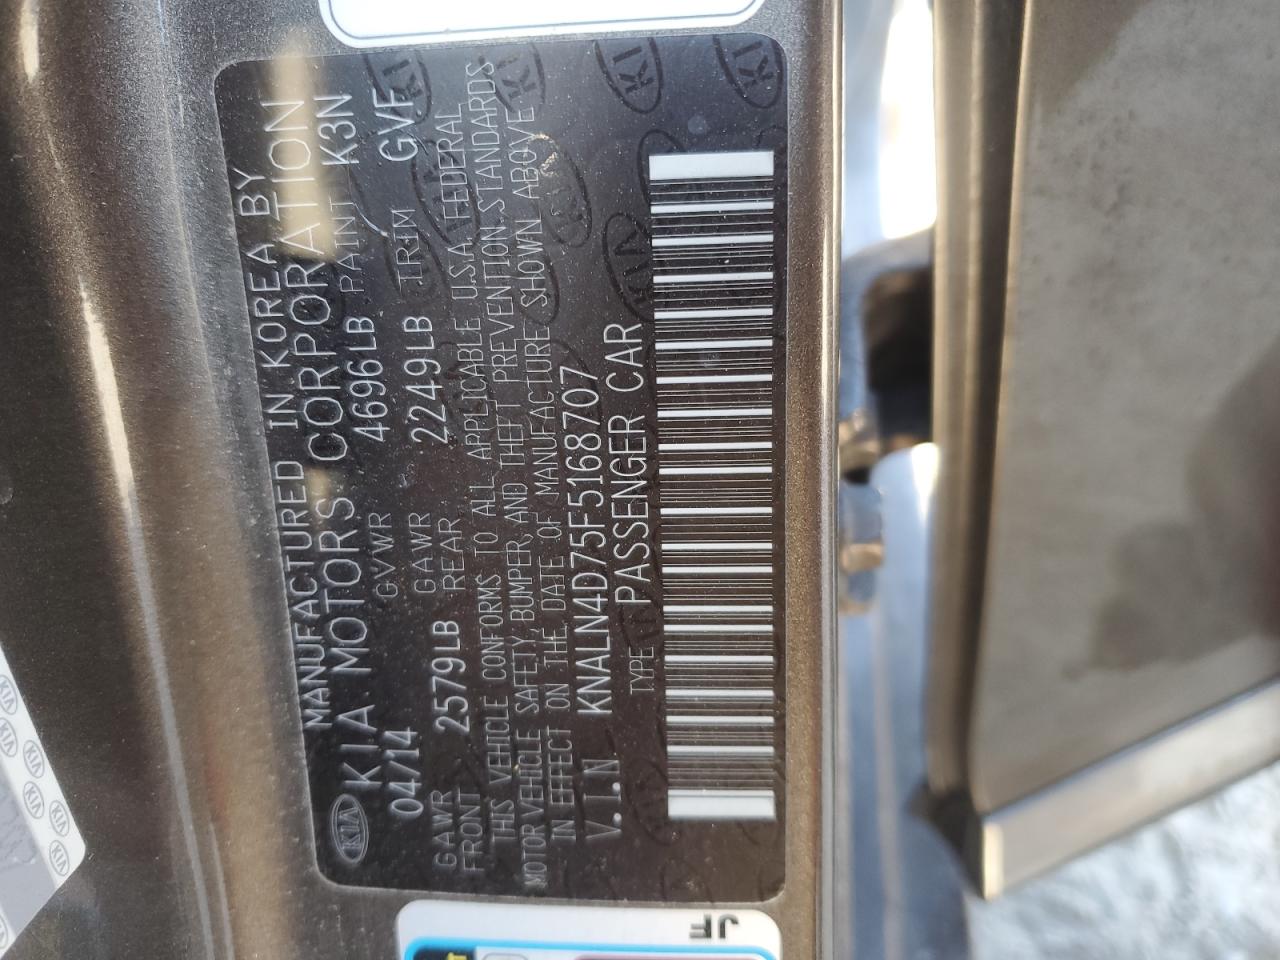 MANUFACTURED IN KOREA BY
KIA KIA MOTORS CORPORATION
04/14 GVWR 4696LB PAINT K3N
GAWR FRONT 2579LB GAWR REAR 2249LB TRIM GVF
THIS VEHICLE CONFORMS TO ALL APPLICABLE U.S.A. FEDERAL
MOTOR VEHICLE SAFETY, BUMPER, AND THEFT PREVENTION STANDARDS
IN EFFECT ON THE DATE OF MANUFACTURE SHOWN ABOVE
V.I.N KNALN4D75F5168707
TYPE PASSENGER CAR
JF